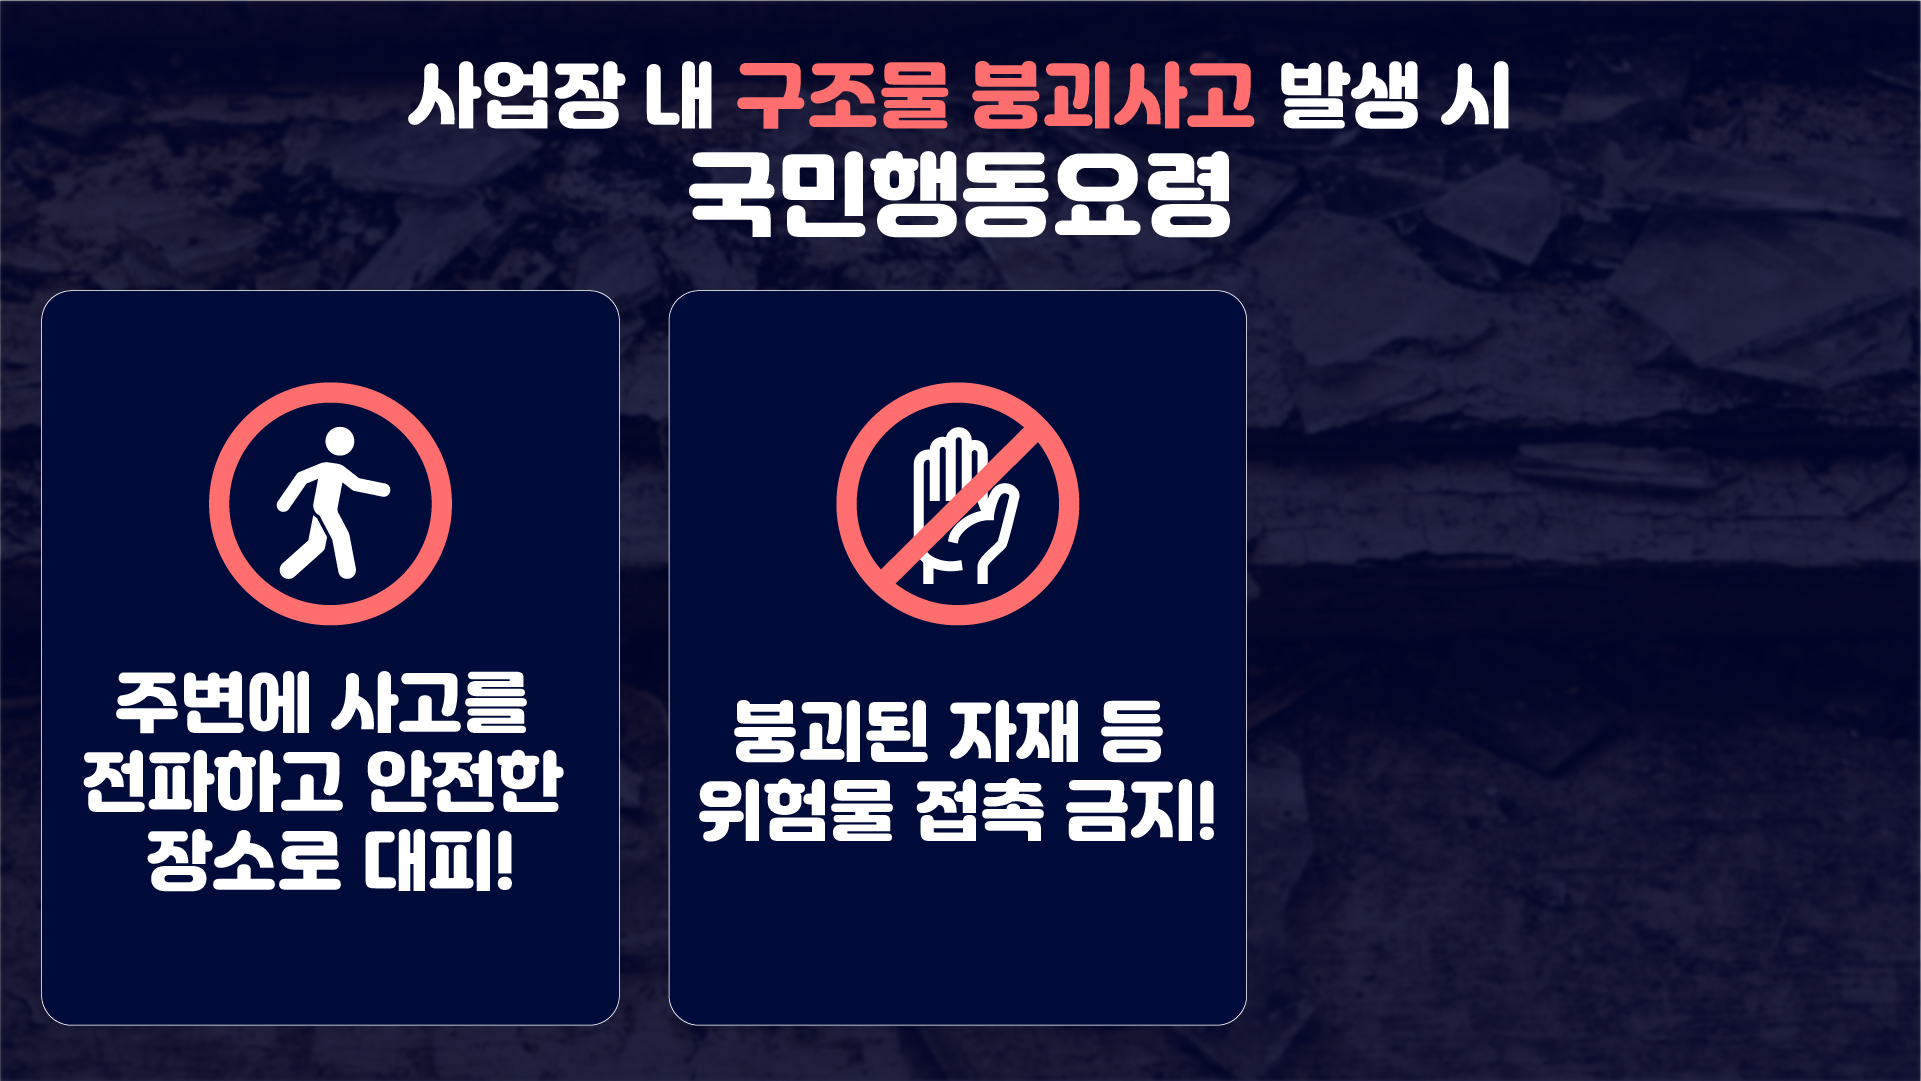 사업장 내 구조물 붕괴사고 발생 시
국민행동요령
주변에 사고를
전파하고 안전한
장소로 대피!
붕괴된 자재 등
위험물 접촉 금지!